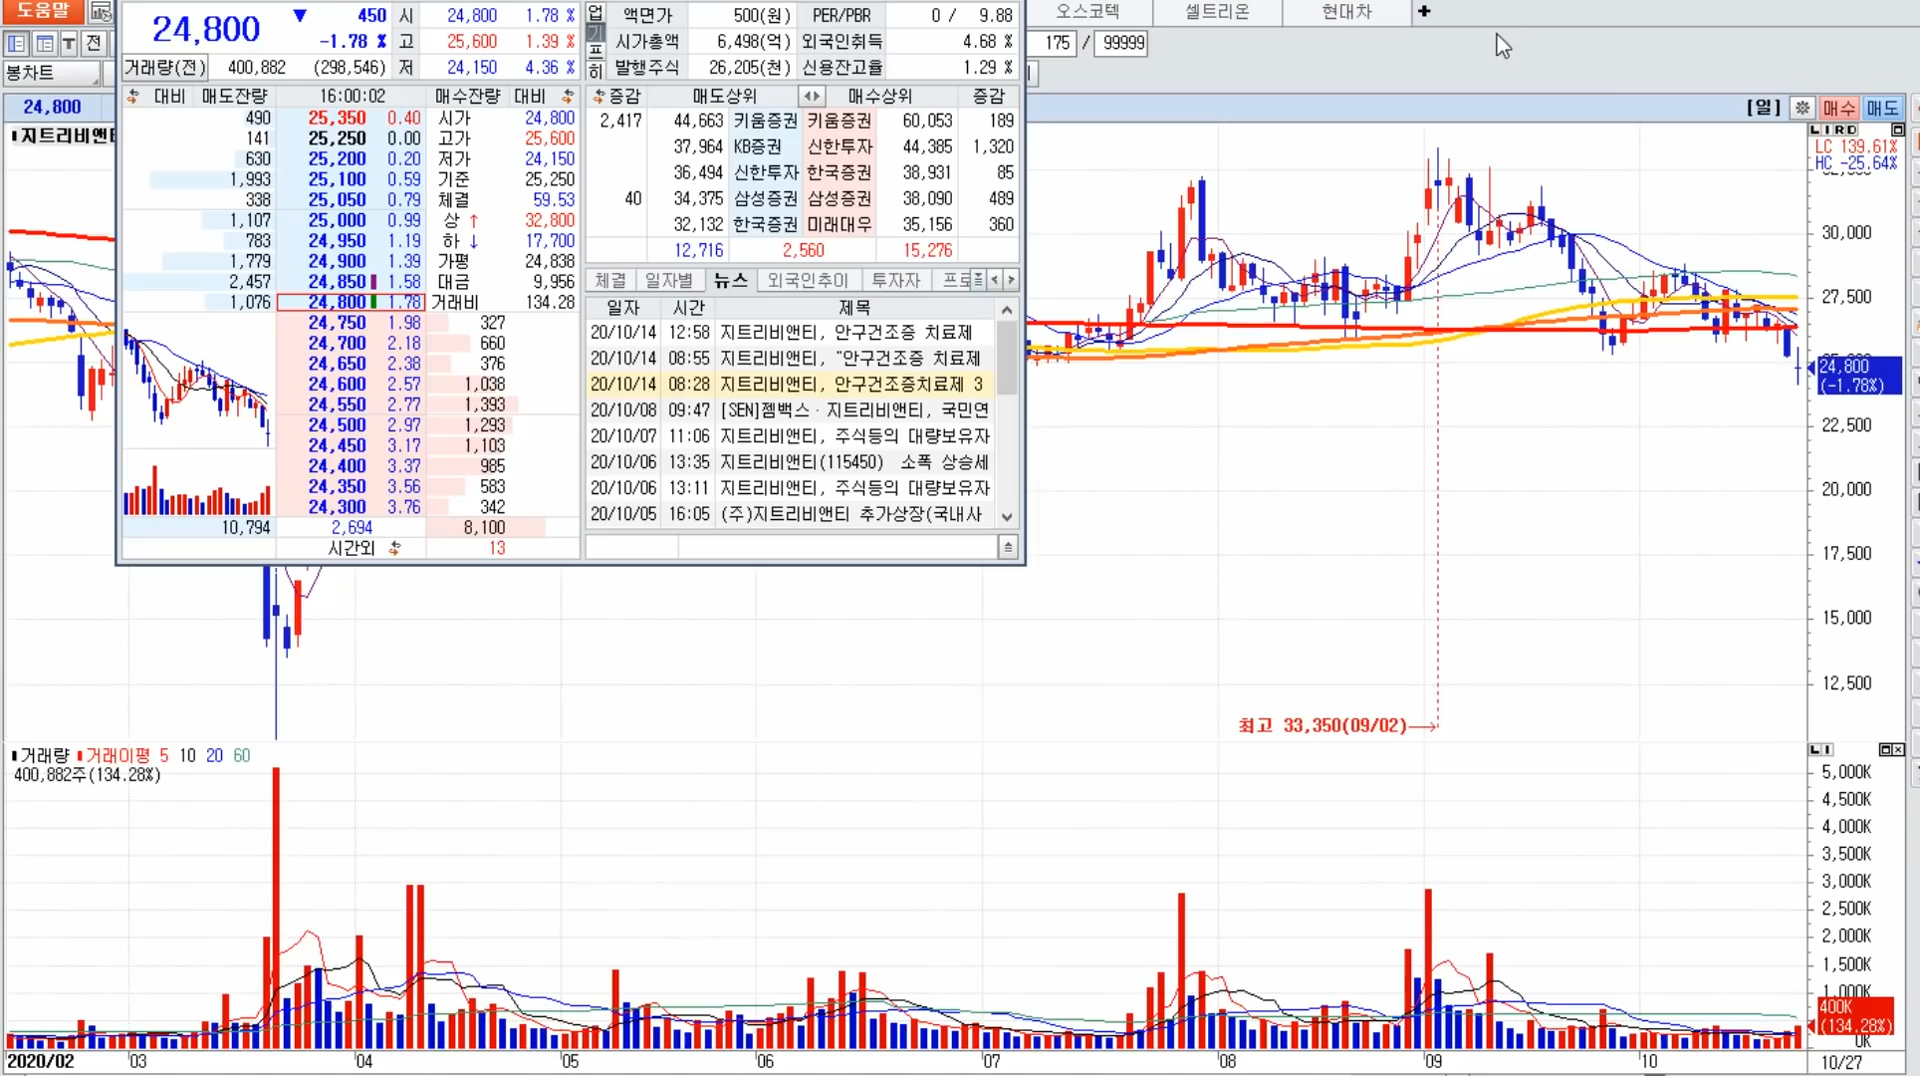 도움말
24,800 ▼ 450 -1.78 %
거래량(전) 400,882 (298,546)
시 24,800 1.78 %
고 25,600 1.39 %
저 24,150 4.36 %
업
기
프
히
액면가 500(원) PER/PBR 0 / 9.88
시가총액 6,498(억) 외국인취득 4.68 %
발행주식 26,205(천) 신용잔고율 1.29 %
오스코텍 셀트리온 현대차 +
175 / 99999
T 전
봉차트
24,800
지트리비앤티
대비 매도잔량 16:00:02 매수잔량 대비
490 25,350 0.40 시가 24,800
141 25,250 0.00 고가 25,600
630 25,200 0.20 저가 24,150
1,993 25,100 0.59 기준 25,250
338 25,050 0.79 체결 59.53
1,107 25,000 0.99 상 ↑ 32,800
783 24,950 1.19 하 ↓ 17,700
1,779 24,900 1.39 가평 24,838
2,457 24,850 1.58 대금 9,956
1,076 24,800 1.78 거래비 134.28
24,750 1.98 327
24,700 2.18 660
24,650 2.38 376
24,600 2.57 1,038
24,550 2.77 1,393
24,500 2.97 1,293
24,450 3.17 1,103
24,400 3.37 985
24,350 3.56 583
24,300 3.76 342
10,794 2,694 8,100
시간외 13
증감 매도상위 매수상위 증감
2,417 44,663 키움증권 키움증권 60,053 189
37,964 KB증권 신한투자 44,385 1,320
36,494 신한투자 한국증권 38,931 85
40 34,375 삼성증권 삼성증권 38,090 489
32,132 한국증권 미래대우 35,156 360
12,716 2,560 15,276
체결 일자별 뉴스 외국인추이 투자자 프로
일자 시간 제목
20/10/14 12:58 지트리비앤티, 안구건조증 치료제
20/10/14 08:55 지트리비앤티, "안구건조증 치료제
20/10/14 08:28 지트리비앤티, 안구건조증치료제 3
20/10/08 09:47 [SEN]젬백스·지트리비앤티, 국민연
20/10/07 11:06 지트리비앤티, 주식등의 대량보유자
20/10/06 13:35 지트리비앤티(115450) 소폭 상승세
20/10/06 13:11 지트리비앤티, 주식등의 대량보유자
20/10/05 16:05 (주)지트리비앤티 추가상장(국내사
[일] 매수 매도
L I R D
LC 139.61%
HC -25.64%
30,000
27,500
24,800
(-1.78%)
22,500
20,000
17,500
15,000
12,500
최고 33,350(09/02)→
거래량 거래이평 5 10 20 60
400,882주(134.28%)
L I
5,000K
4,500K
4,000K
3,500K
3,000K
2,500K
2,000K
1,500K
1,000K
400K
(134.28%)
0K
2020/02 03 04 05 06 07 08 09 10 10/27